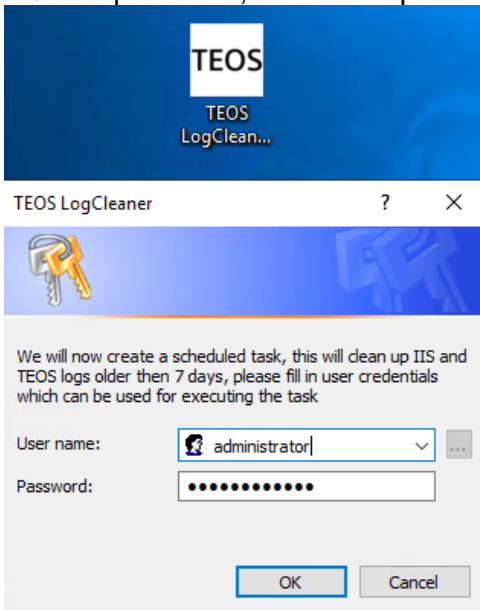 TEOS
TEOS
LogClean...
TEOS LogCleaner ?
We will now create a scheduled task, this will clean up IIS and
TEOS logs older then 7 days, please fill in user credentials
which can be used for executing the task
User name: administrator ...
Password: ●●●●●●●●●●●●
OK Cancel